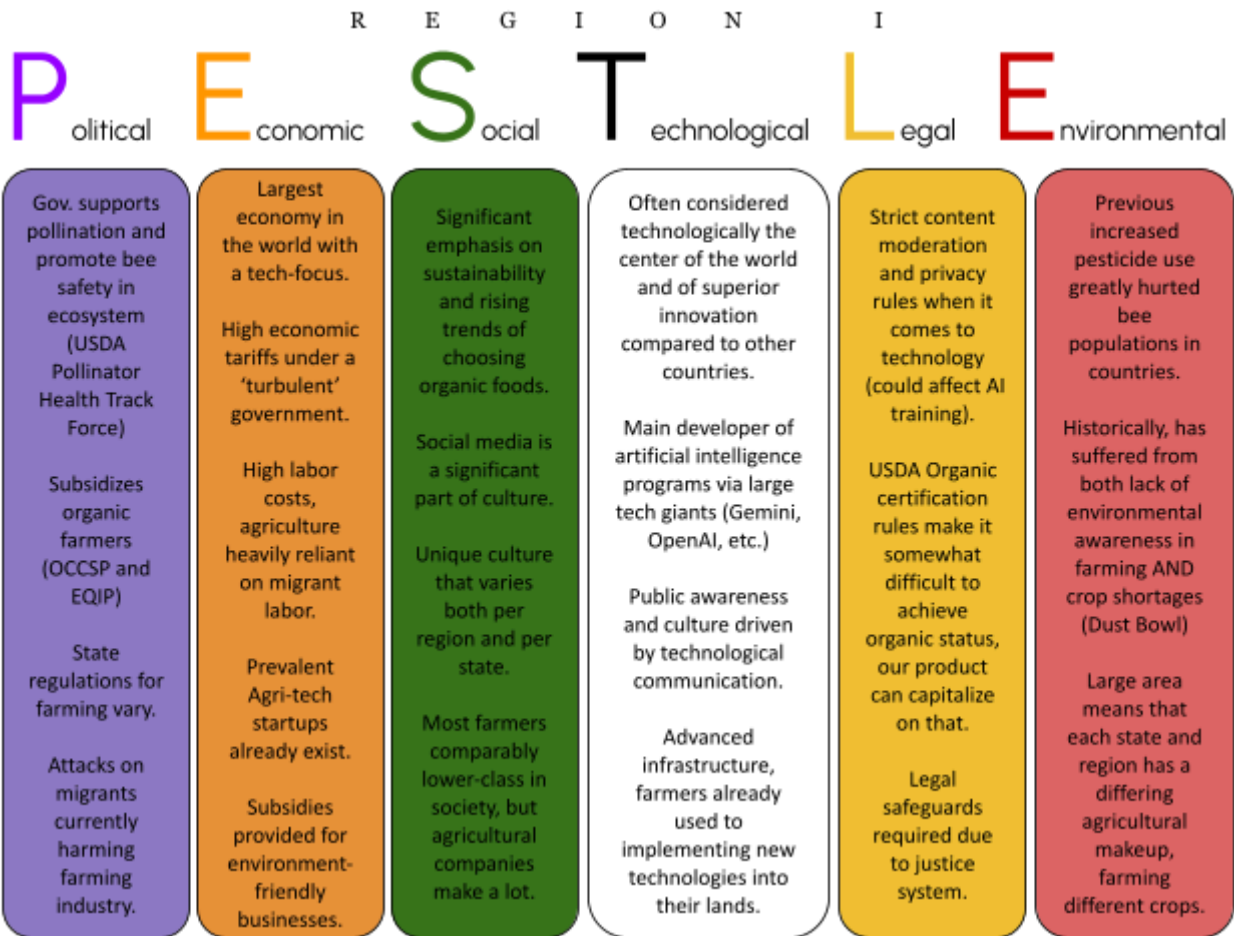 REGION I
Political
Economic
Social
Technological
Legal
Environmental
Gov. supports
pollination and
promote bee
safety in
ecosystem
(USDA
Pollinator
Health Track
Force)
Subsidizes
organic
farmers
(OCCSP and
EQIP)
State
regulations for
farming vary.
Attacks on
migrants
currently
harming
farming
industry.
Largest
economy in
the world with
a tech-focus.
High economic
tariffs under a
‘turbulent’
government.
High labor
costs,
agriculture
heavily reliant
on migrant
labor.
Prevalent
Agri-tech
startups
already exist.
Subsidies
provided for
environment-
friendly
businesses.
Significant
emphasis on
sustainability
and rising
trends of
choosing
organic foods.
Social media is
a significant
part of culture.
Unique culture
that varies
both per
region and per
state.
Most farmers
comparably
lower-class in
society, but
agricultural
companies
make a lot.
Often considered
technologically the
center of the world
and of superior
innovation
compared to other
countries.
Main developer of
artificial intelligence
programs via large
tech giants (Gemini,
OpenAI, etc.)
Public awareness
and culture driven
by technological
communication.
Advanced
infrastructure,
farmers already
used to
implementing new
technologies into
their lands.
Strict content
moderation
and privacy
rules when it
comes to
technology
(could affect AI
training).
USDA Organic
certification
rules make it
somewhat
difficult to
achieve
organic status,
our product
can capitalize
on that.
Legal
safeguards
required due
to justice
system.
Previous
increased
pesticide use
greatly hurted
bee
populations in
countries.
Historically, has
suffered from
both lack of
environmental
awareness in
farming AND
crop shortages
(Dust Bowl)
Large area
means that
each state and
region has a
differing
agricultural
makeup,
farming
different crops.